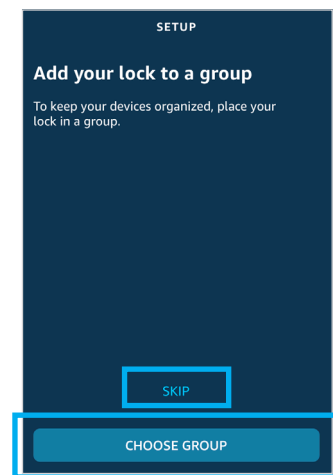 SETUP
Add your lock to a group
To keep your devices organized, place your
lock in a group.
SKIP
CHOOSE GROUP